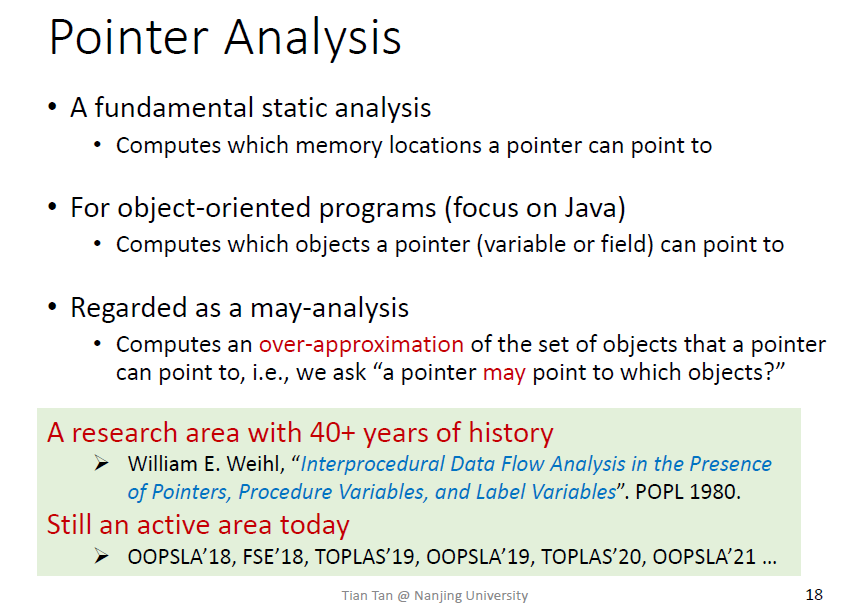 Pointer Analysis
• A fundamental static analysis
• Computes which memory locations a pointer can point to
• For object-oriented programs (focus on Java)
• Computes which objects a pointer (variable or field) can point to
• Regarded as a may-analysis
• Computes an over-approximation of the set of objects that a pointer
can point to, i.e., we ask “a pointer may point to which objects?”
A research area with 40+ years of history
➢ William E. Weihl, “Interprocedural Data Flow Analysis in the Presence
of Pointers, Procedure Variables, and Label Variables”. POPL 1980.
Still an active area today
➢ OOPSLA’18, FSE’18, TOPLAS’19, OOPSLA’19, TOPLAS’20, OOPSLA’21 …
Tian Tan @ Nanjing University
18